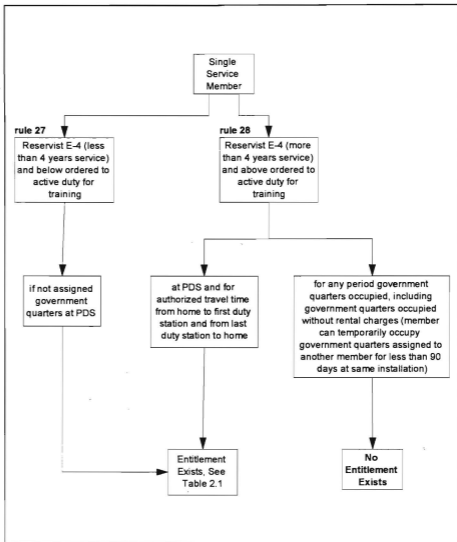 Single
Service
Member
rule 27
Reservist E-4 (less
than 4 years service)
and below ordered to
active duty for
training
rule 28
Reservist E-4 (more
than 4 years service)
and above ordered to
active duty for
training
if not assigned
government
quarters at PDS
at PDS and for
authorized travel time
from home to first duty
station and from last
duty station to home
for any period government
quarters occupied, including
government quarters occupied
without rental charges (member
can temporarily occupy
government quarters assigned to
another member for less than 90
days at same installation)
Entitlement
Exists, See
Table 2.1
No
Entitlement
Exists